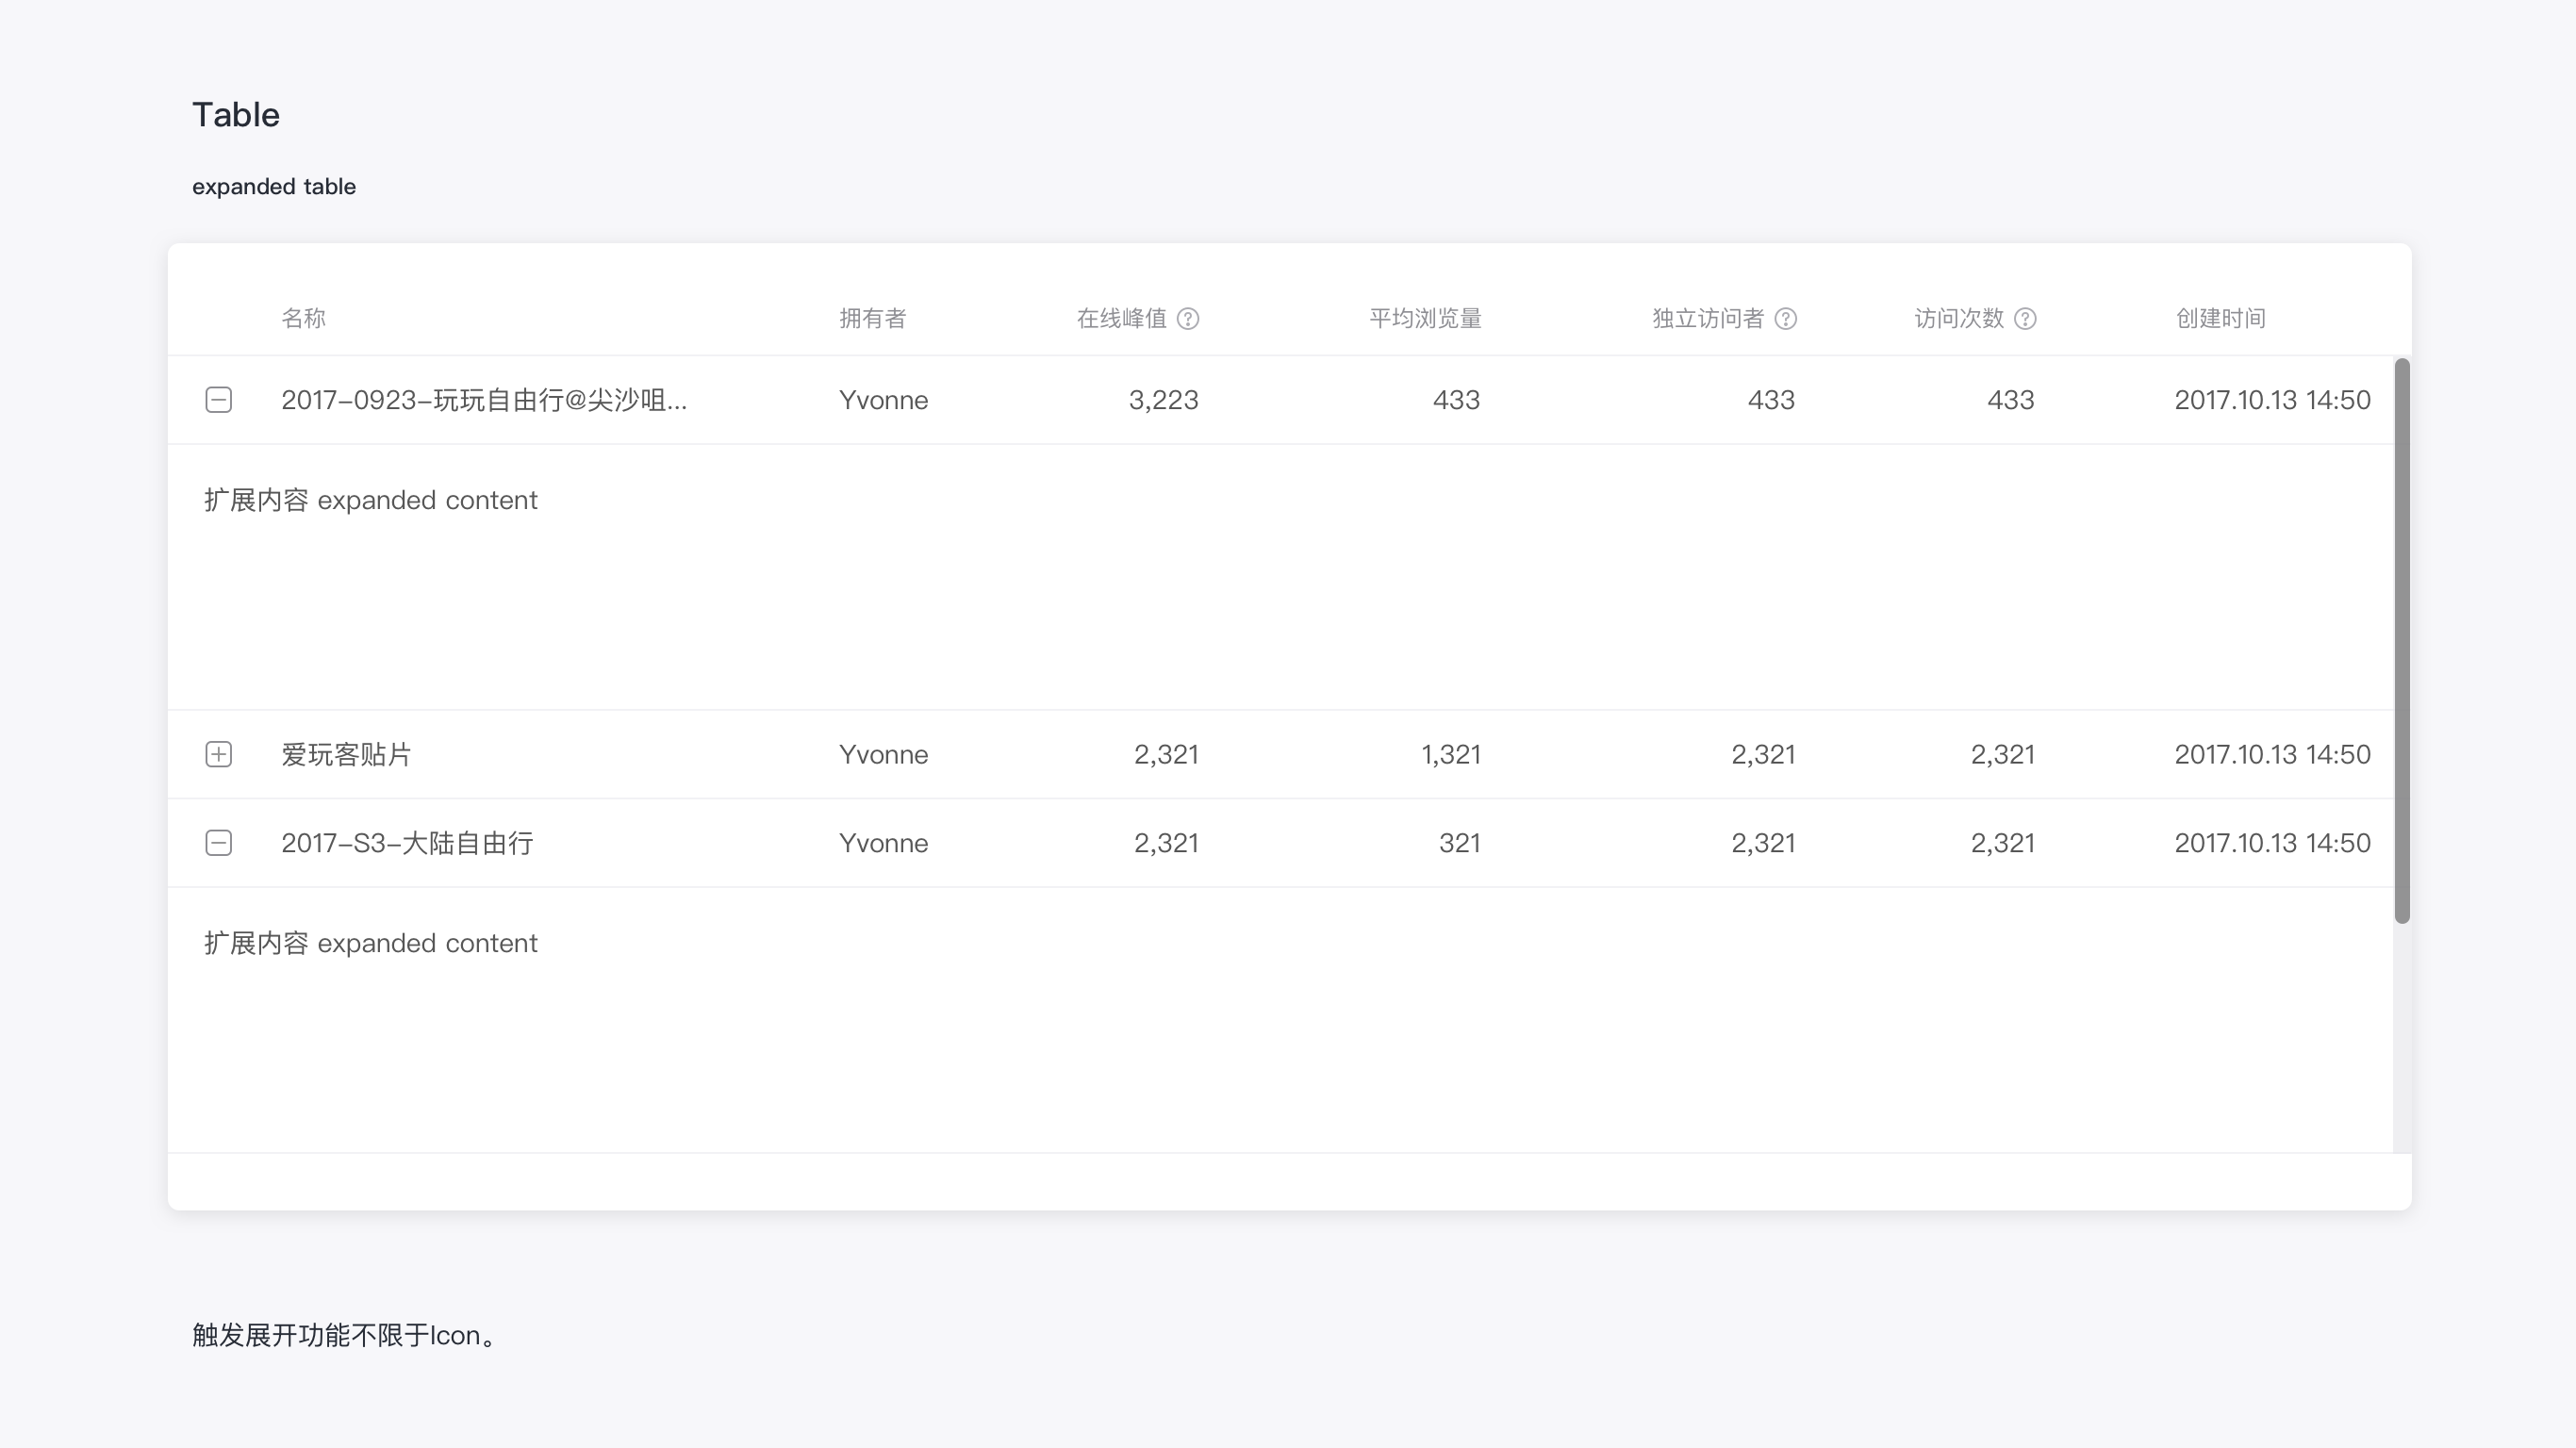 Table
expanded table
名称 拥有者 在线峰值 平均浏览量 独立访问者 访问次数 创建时间
2017-0923-玩玩自由行@尖沙咀... Yvonne 3,223 433 433 433 2017.10.13 14:50
扩展内容 expanded content
爱玩客贴片 Yvonne 2,321 1,321 2,321 2,321 2017.10.13 14:50
2017-S3-大陆自由行 Yvonne 2,321 321 2,321 2,321 2017.10.13 14:50
扩展内容 expanded content
触发展开功能不限于Icon。